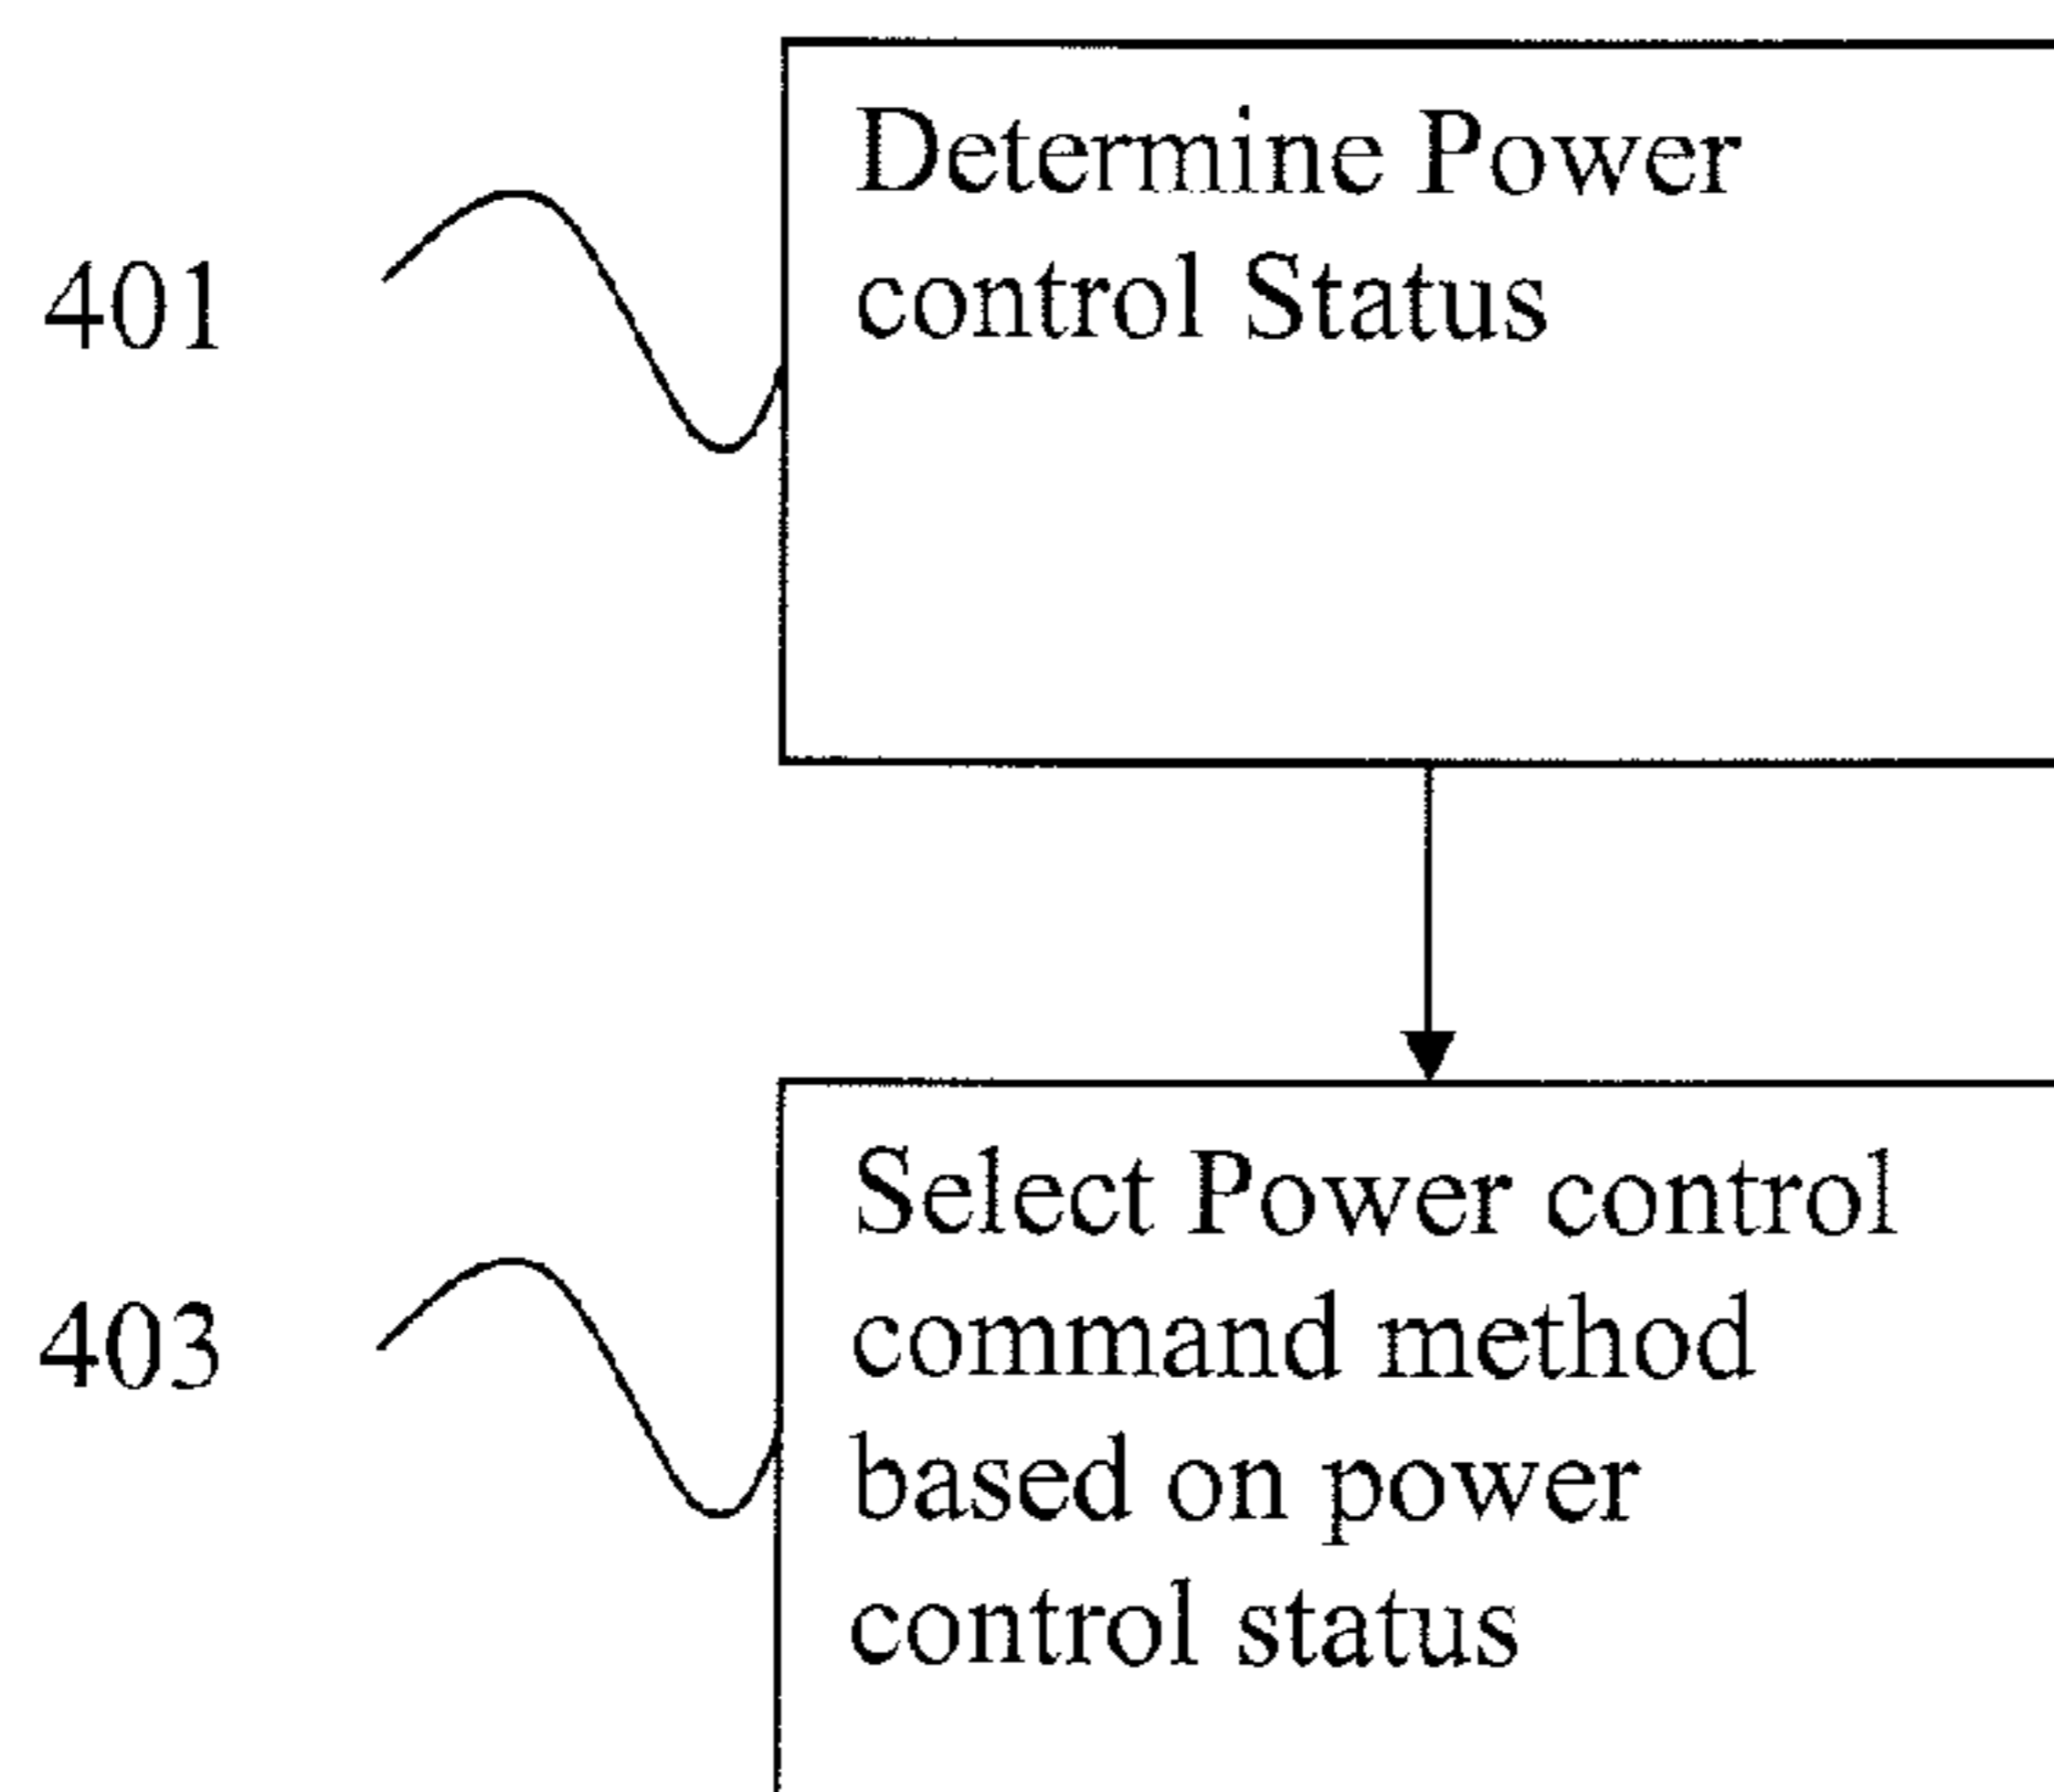 401
Determine Power
control Status
403
Select Power control
command method
based on power
control status